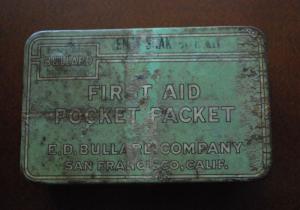 BULLARD
FIRST AID
POCKET PACKET
E.D. BULLARD COMPANY
SAN FRANCISCO, CALIF.